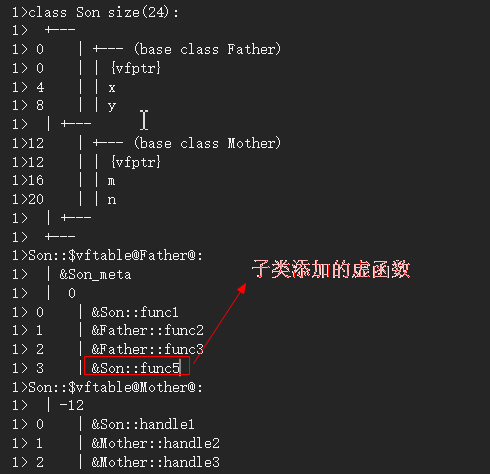 1>class Son size(24):
1>  +---
1> 0     | +--- (base class Father)
1> 0     | | {vfptr}
1> 4     | | x
1> 8     | | y
1>  | +---
1>12     | +--- (base class Mother)
1>12     | | {vfptr}
1>16     | | m
1>20     | | n
1>  | +---
1>  +---
1>Son::$vftable@Father@:
1>  | &Son_meta
1>  |  0
1> 0     | &Son::func1
1> 1     | &Father::func2
1> 2     | &Father::func3
1> 3     | &Son::func5
子类添加的虚函数
1>Son::$vftable@Mother@:
1>  | -12
1> 0     | &Son::handle1
1> 1     | &Mother::handle2
1> 2     | &Mother::handle3